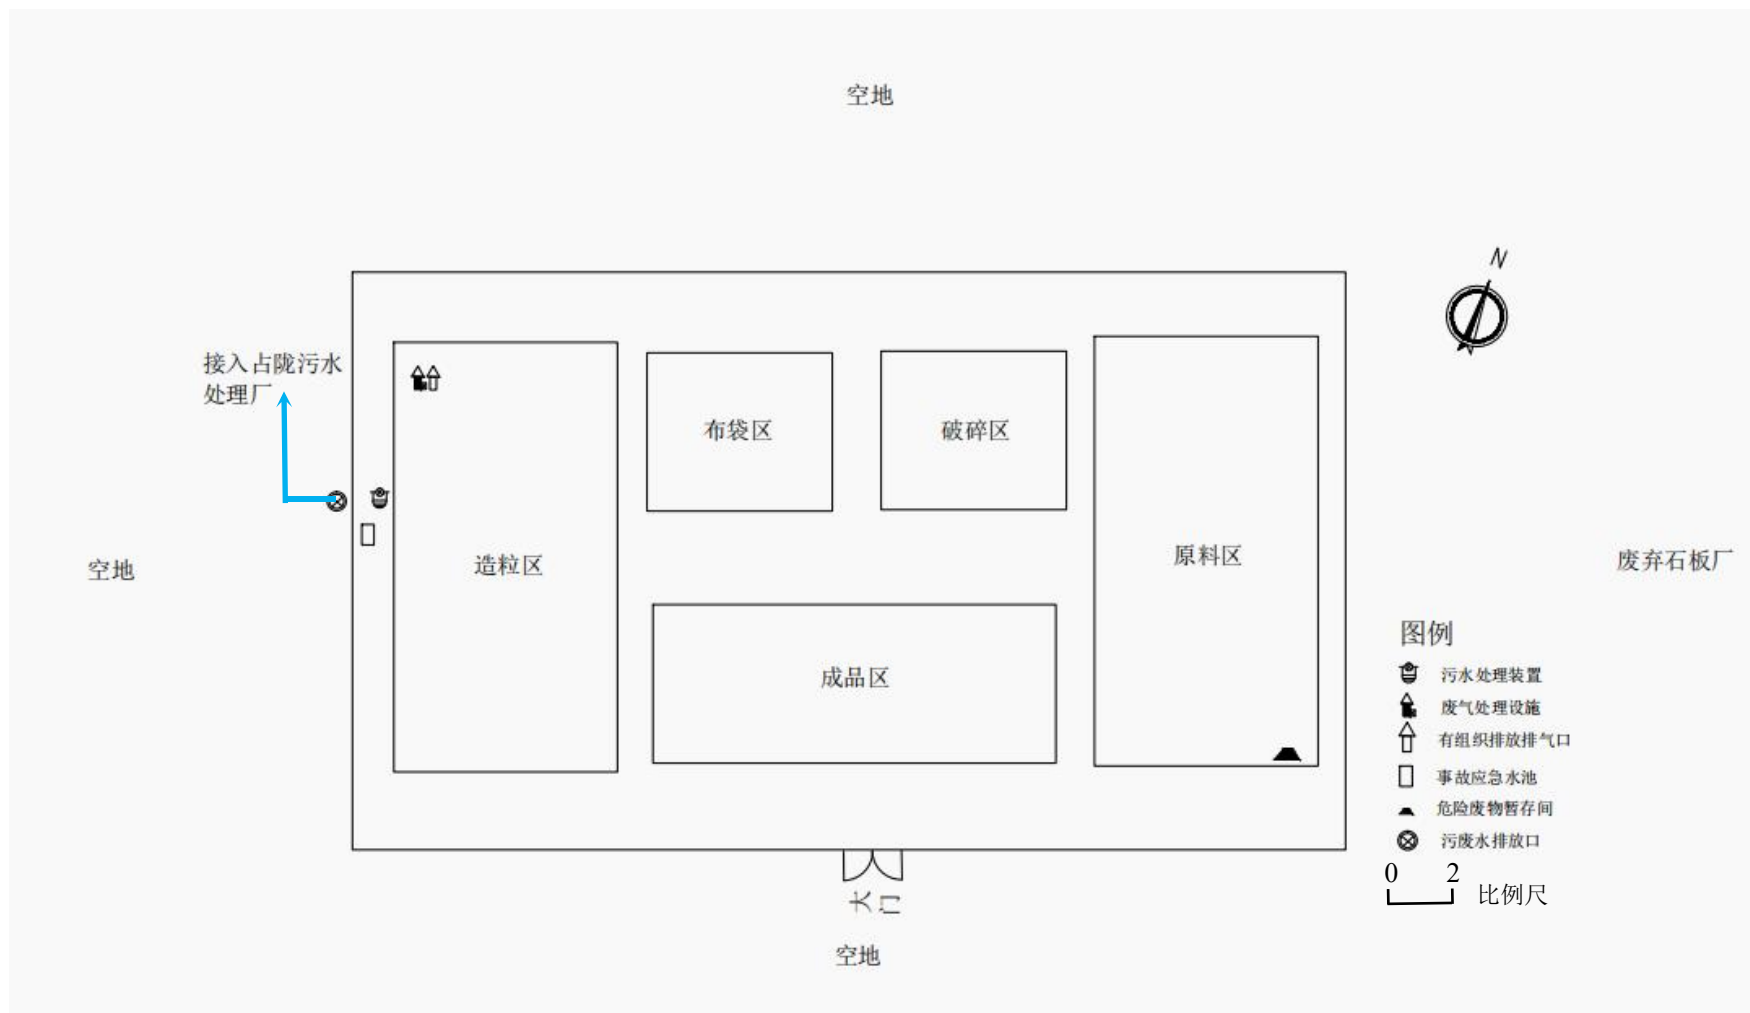 空地
N
接入占陇污水
处理厂
布袋区
破碎区
造粒区
原料区
空地
废弃石板厂
成品区
图例
污水处理装置
废气处理设施
有组织排放排气口
事故应急水池
危险废物暂存间
污废水排放口
0 2
比例尺
大门
空地